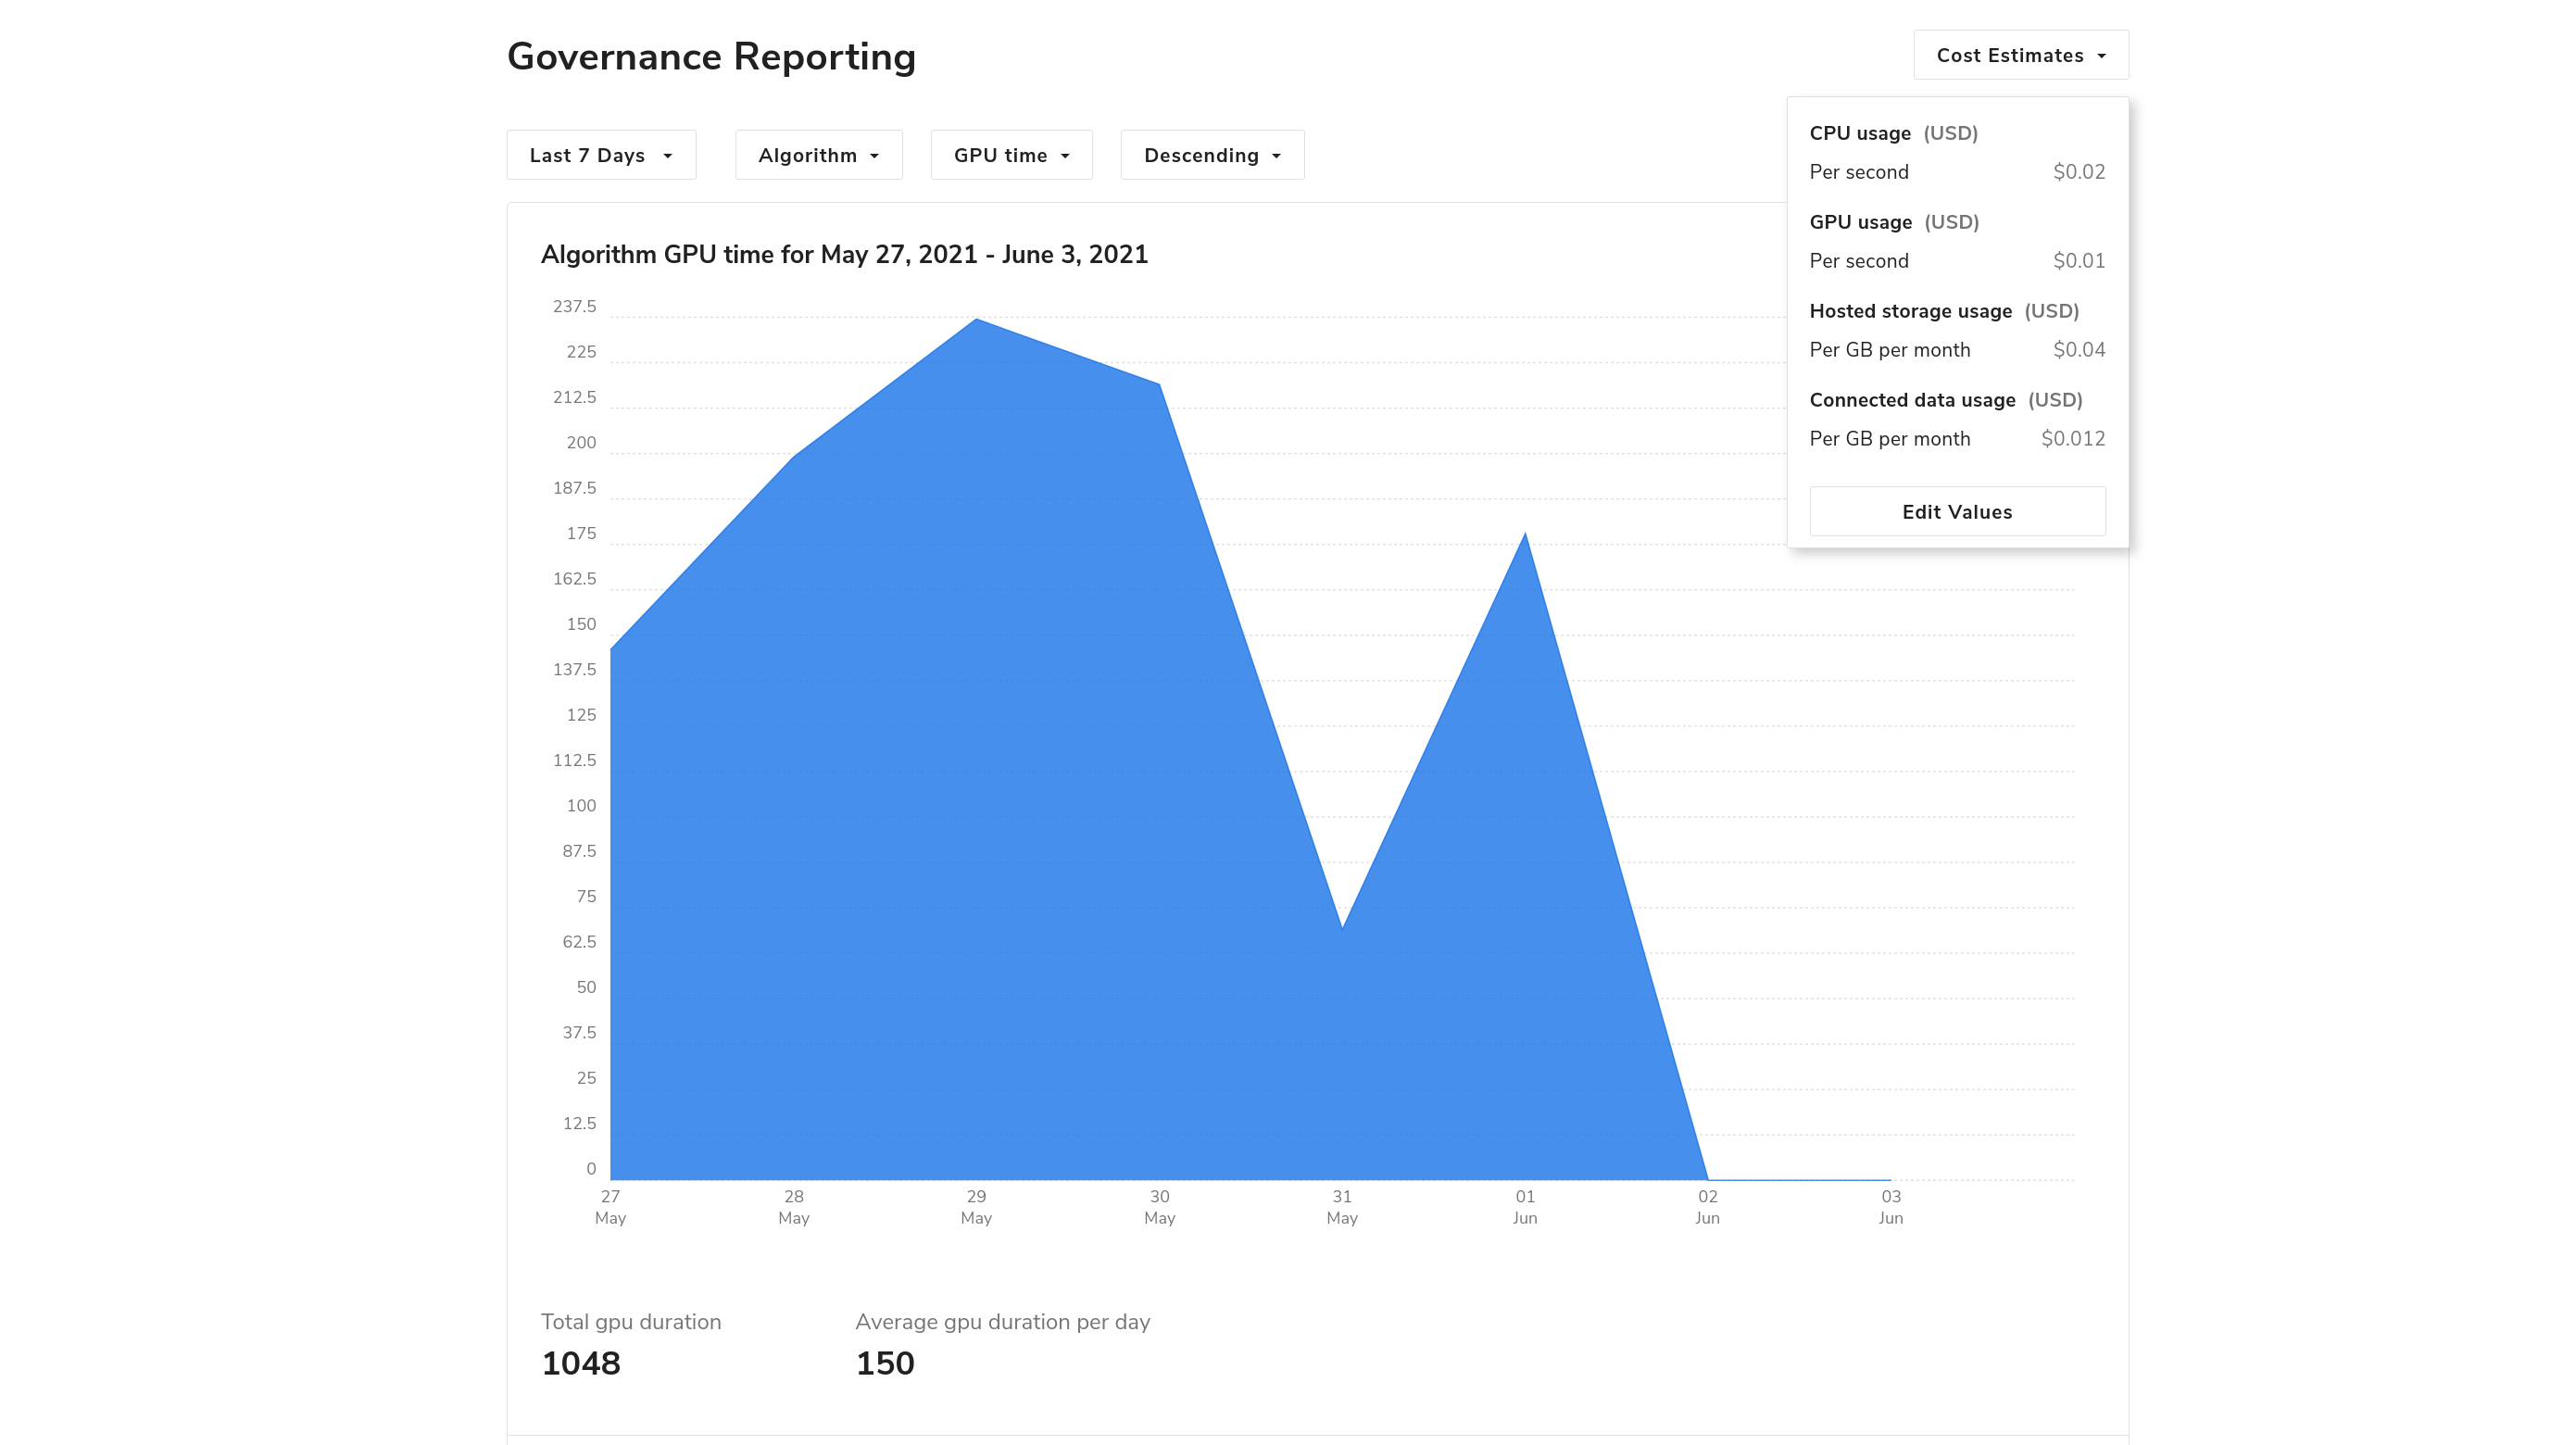 Governance Reporting
Cost Estimates
Last 7 Days
Algorithm
GPU time
Descending
CPU usage (USD)
Per second $0.02
GPU usage (USD)
Per second $0.01
Hosted storage usage (USD)
Per GB per month $0.04
Connected data usage (USD)
Per GB per month $0.012
Edit Values
Algorithm GPU time for May 27, 2021 - June 3, 2021
237.5
225
212.5
200
187.5
175
162.5
150
137.5
125
112.5
100
87.5
75
62.5
50
37.5
25
12.5
0
27 28 29 30 31 01 02 03
May May May May May Jun Jun Jun
Total gpu duration Average gpu duration per day
1048 150